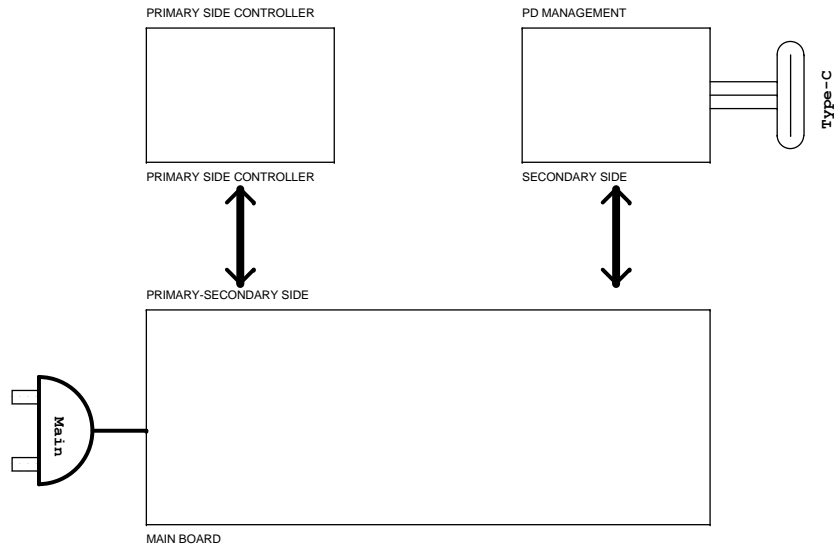 PRIMARY SIDE CONTROLLER
PD MANAGEMENT
Type-C
PRIMARY SIDE CONTROLLER
SECONDARY SIDE
PRIMARY-SECONDARY SIDE
Main
MAIN BOARD